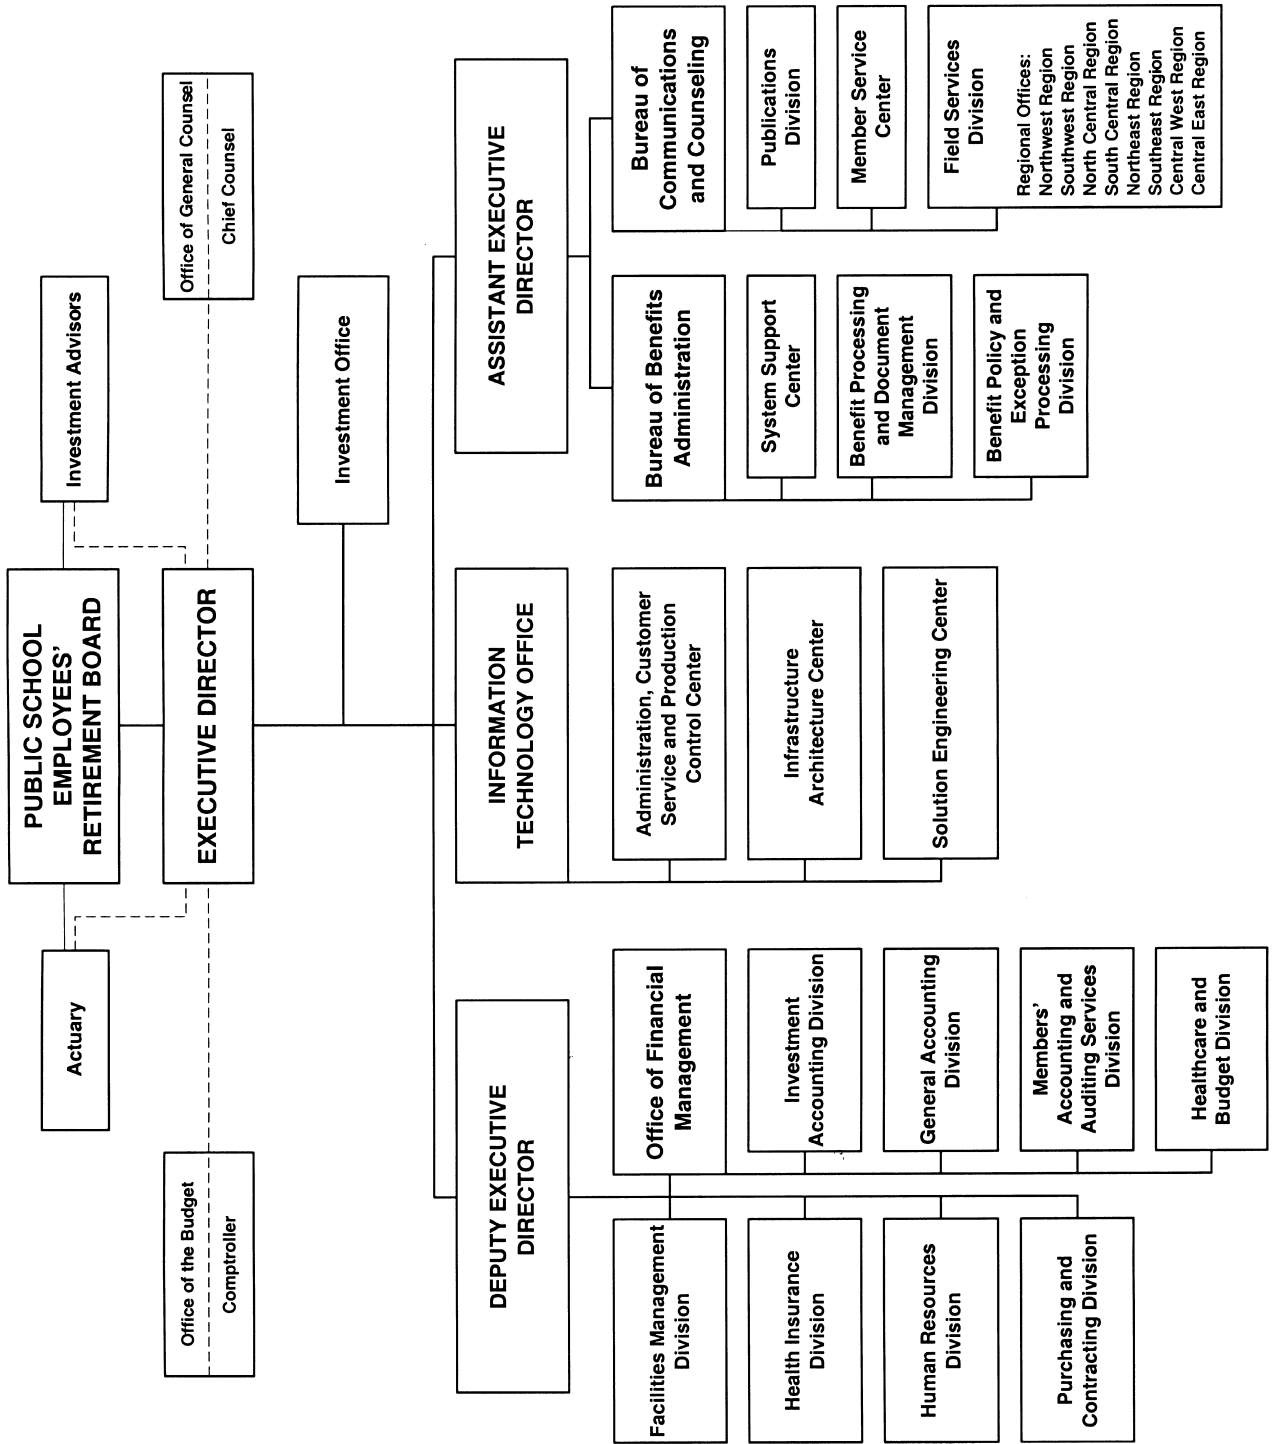 PUBLIC SCHOOL
EMPLOYEES'
RETIREMENT BOARD
Actuary
Investment Advisors
EXECUTIVE DIRECTOR
Office of the Budget
Comptroller
Office of General Counsel
Chief Counsel
Investment Office
DEPUTY EXECUTIVE
DIRECTOR
INFORMATION
TECHNOLOGY OFFICE
ASSISTANT EXECUTIVE
DIRECTOR
Facilities Management
Division
Health Insurance
Division
Human Resources
Division
Purchasing and
Contracting Division
Office of Financial
Management
Investment
Accounting Division
General Accounting
Division
Members'
Accounting and
Auditing Services
Division
Healthcare and
Budget Division
Administration, Customer
Service and Production
Control Center
Infrastructure
Architecture Center
Solution Engineering Center
Bureau of Benefits
Administration
System Support
Center
Benefit Processing
and Document
Management
Division
Benefit Policy and
Exception
Processing
Division
Bureau of
Communications
and Counseling
Publications
Division
Member Service
Center
Field Services
Division
Regional Offices:
Northwest Region
Southwest Region
North Central Region
South Central Region
Northeast Region
Southeast Region
Central West Region
Central East Region